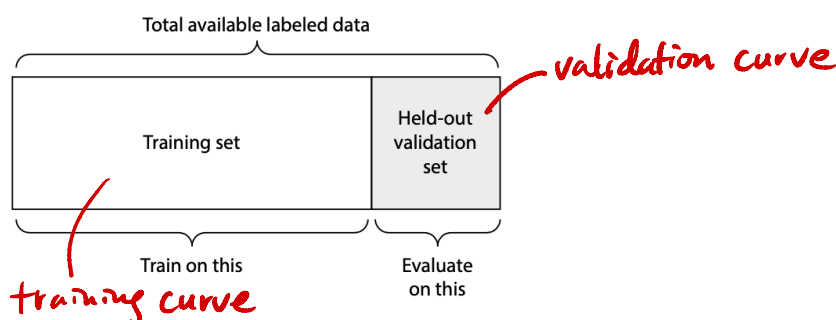 Total available labeled data
validation curve
Training set
Held-out
validation
set
Train on this
Evaluate
on this
training curve